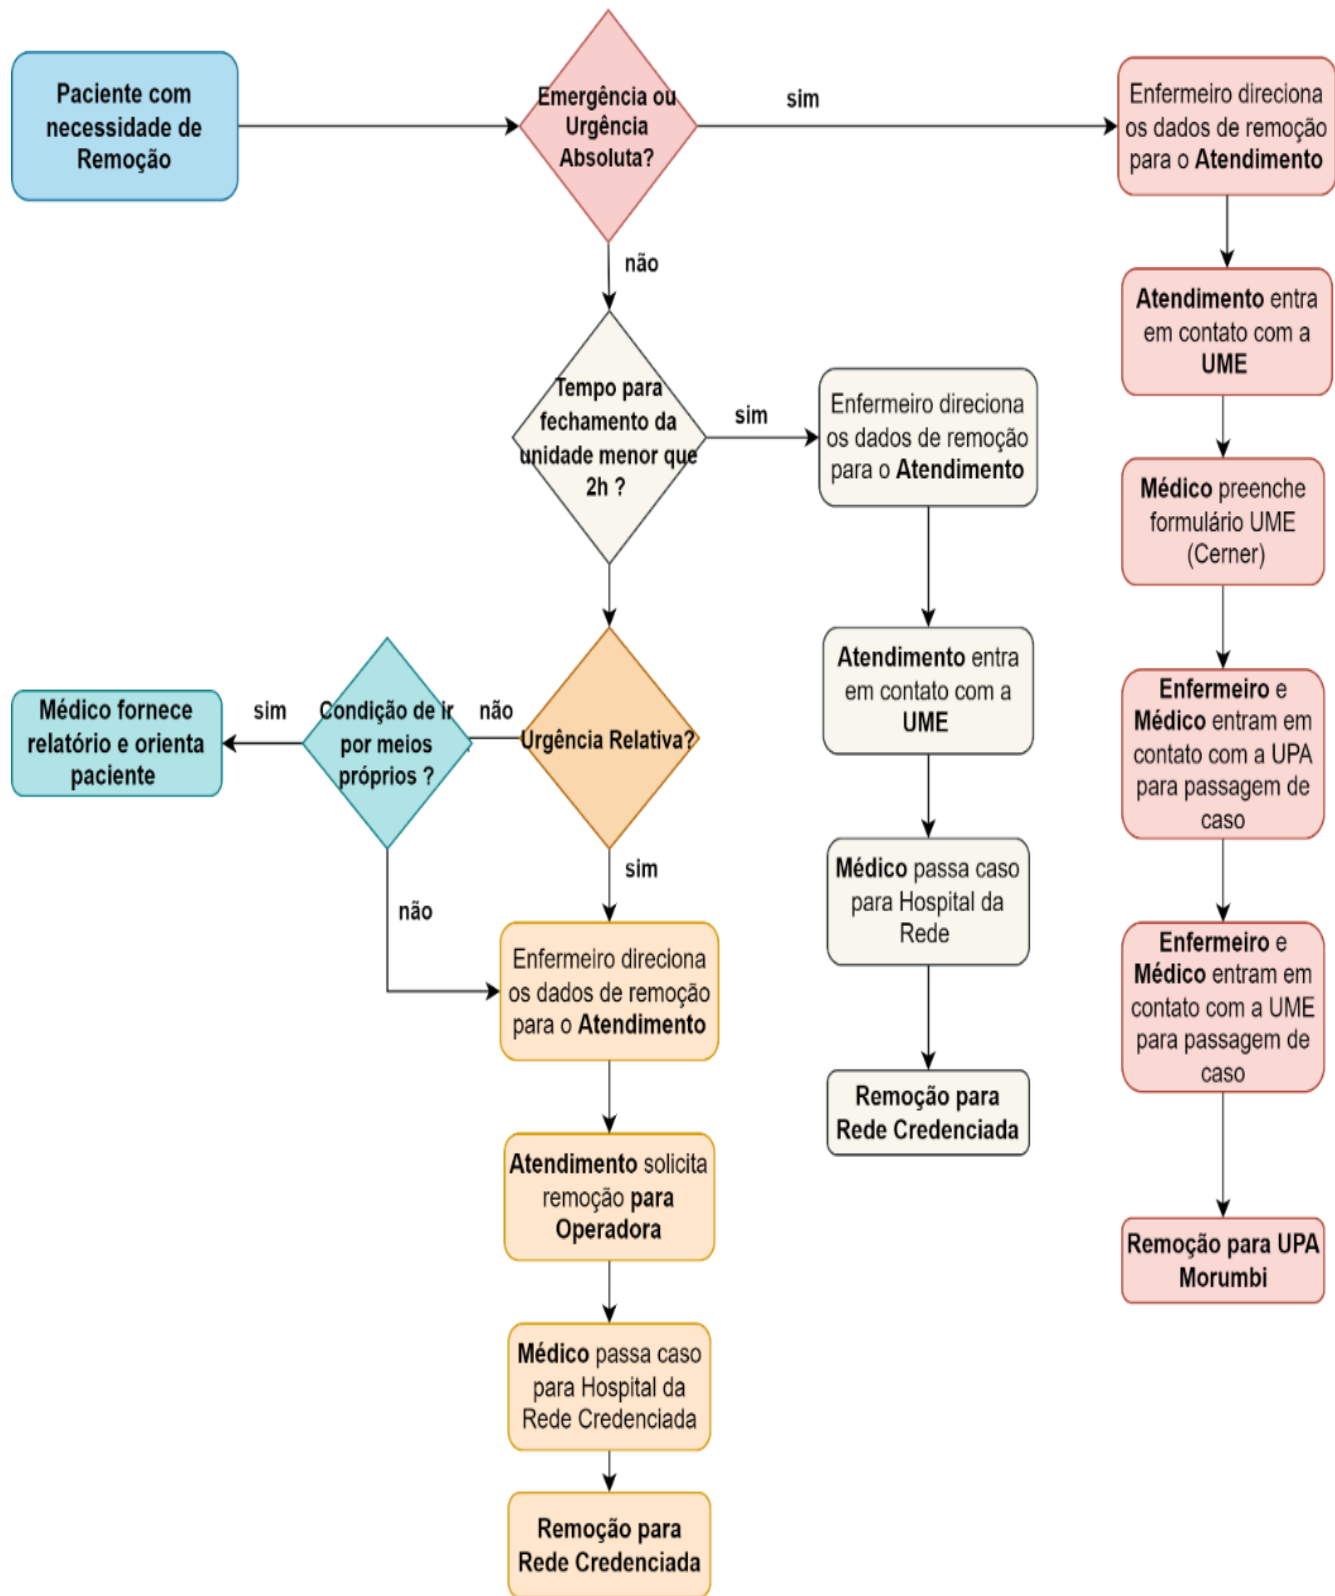 Paciente com
necessidade de
Remoção
Emergência ou
Urgência
Absoluta?
sim
Enfermeiro direciona
os dados de remoção
para o Atendimento
não
Atendimento entra
em contato com a
UME
Tempo para
fechamento da
unidade menor que
2h ?
sim
Enfermeiro direciona
os dados de remoção
para o Atendimento
Médico preenche
formulário UME
(Cerner)
Médico fornece
relatório e orienta
paciente
sim
Condição de ir
por meios
próprios ?
não
Urgência Relativa?
Atendimento entra
em contato com a
UME
Enfermeiro e
Médico entram em
contato com a UPA
para passagem de
caso
sim
não
Médico passa caso
para Hospital da
Rede
Enfermeiro direciona
os dados de remoção
para o Atendimento
Enfermeiro e
Médico entram em
contato com a UME
para passagem de
caso
Remoção para
Rede Credenciada
Atendimento solicita
remoção para
Operadora
Remoção para UPA
Morumbi
Médico passa caso
para Hospital da
Rede Credenciada
Remoção para
Rede Credenciada